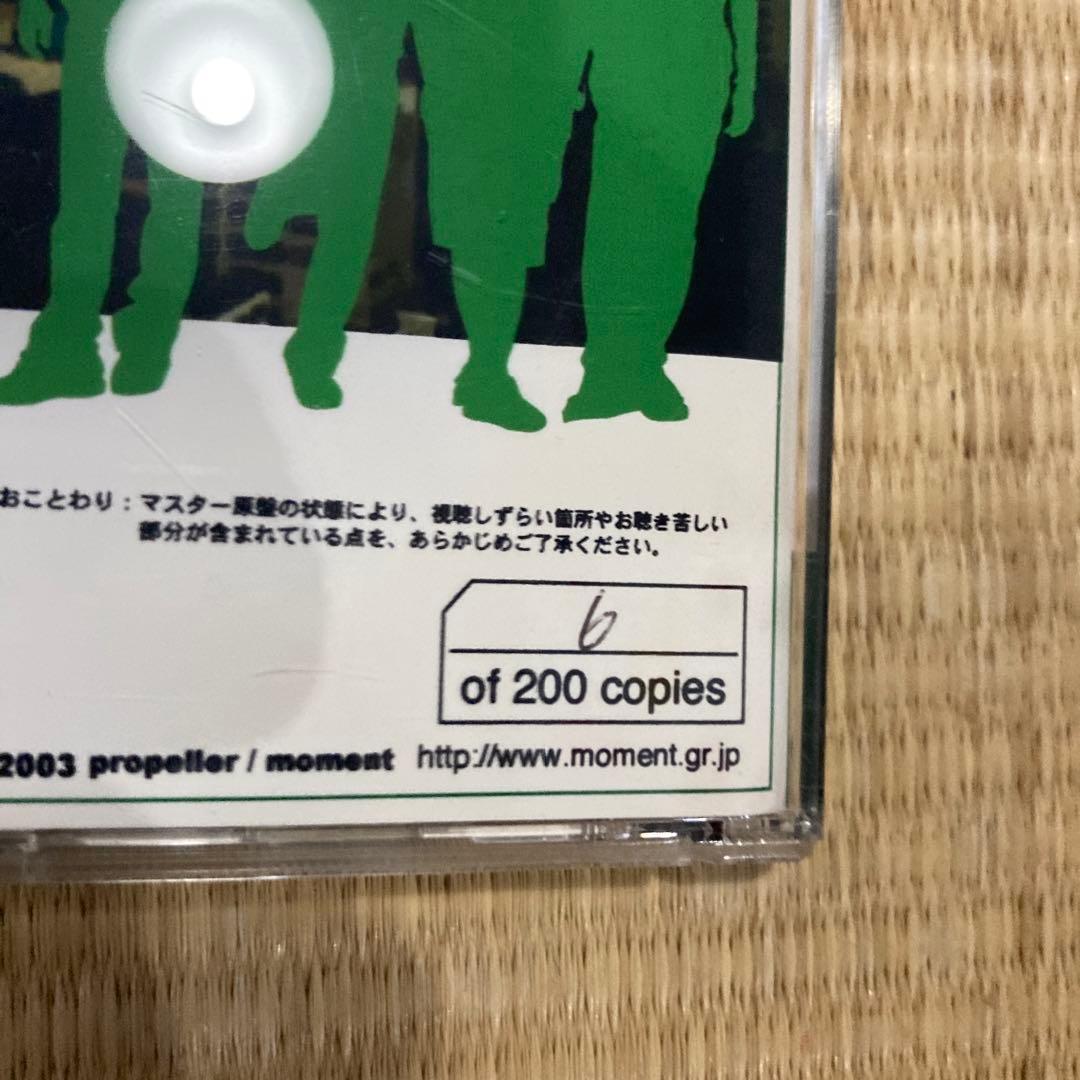 おことわり：マスター原盤の状態により、視聴しずらい箇所やお聴き苦しい
部分が含まれている点を、あらかじめご了承ください。
6
of 200 copies
2003 propeller / moment http://www.moment.gr.jp